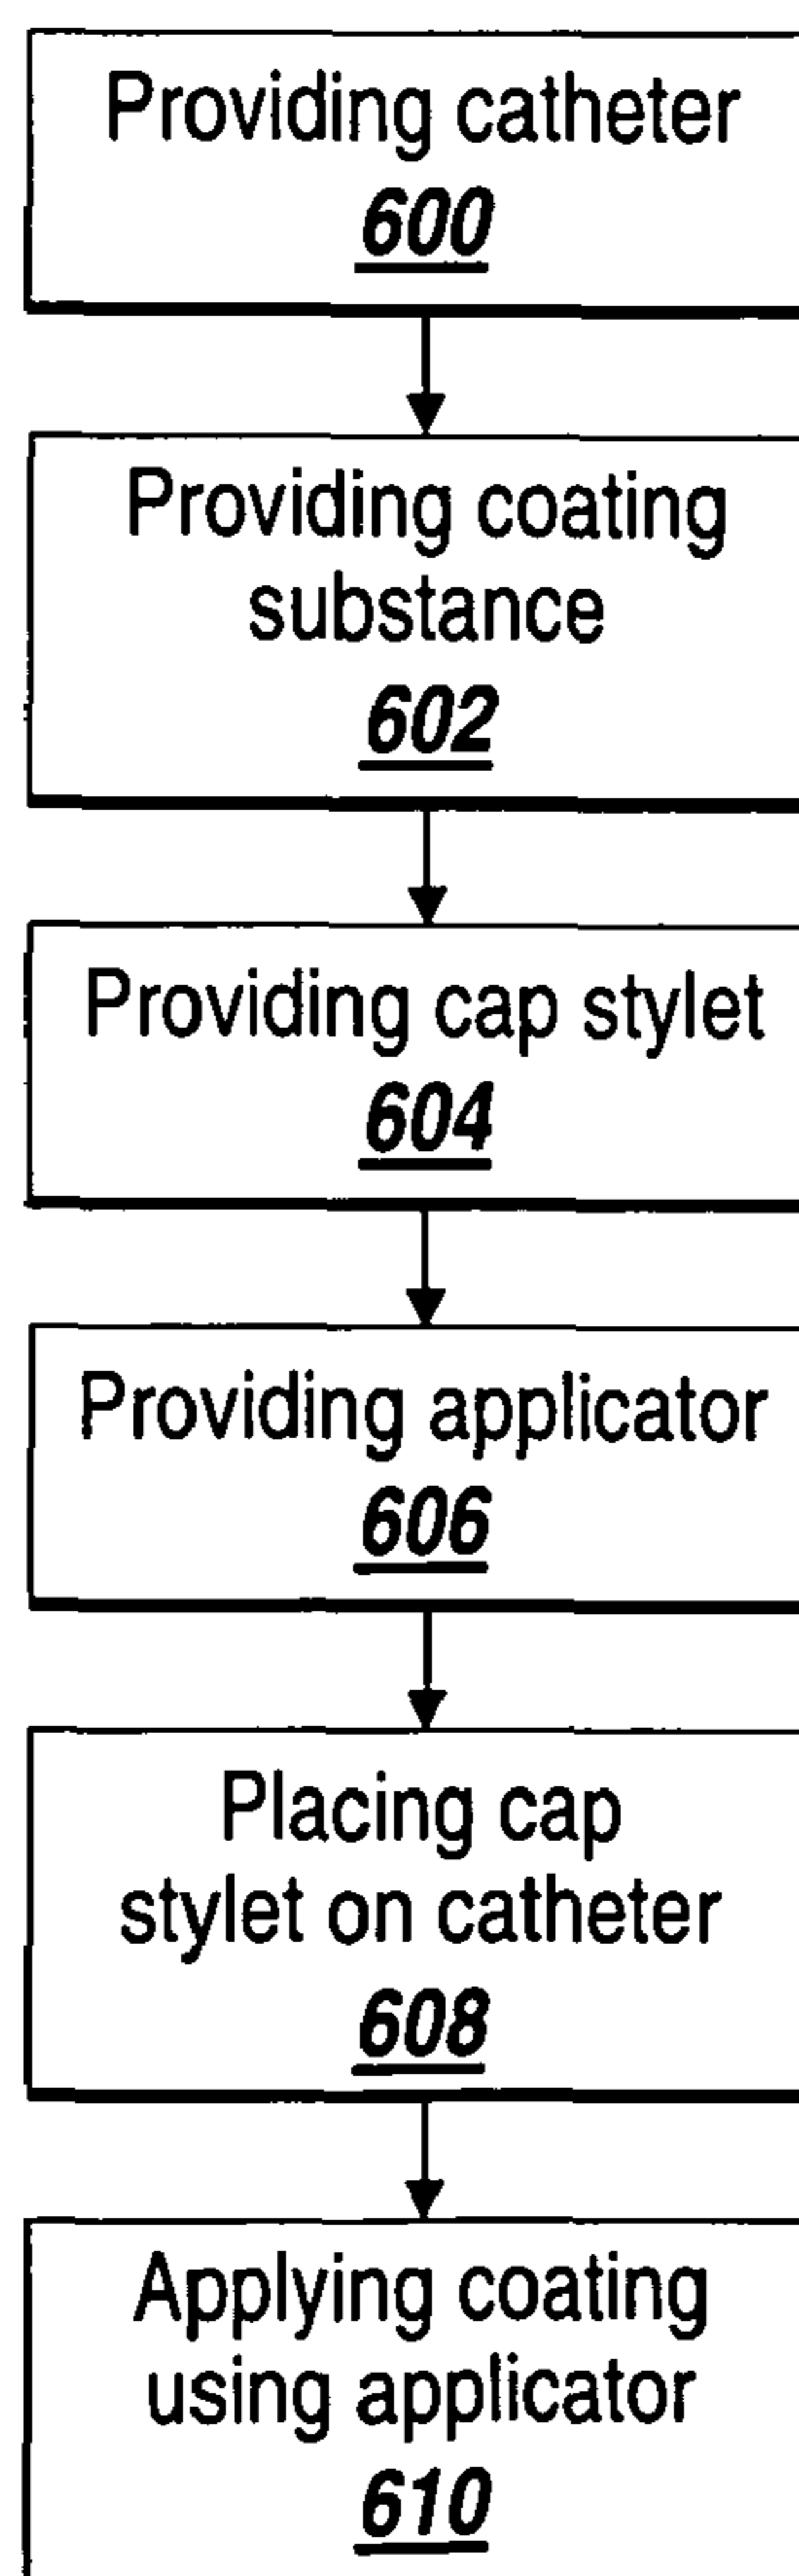 Providing catheter
600
Providing coating
substance
602
Providing cap stylet
604
Providing applicator
606
Placing cap
stylet on catheter
608
Applying coating
using applicator
610